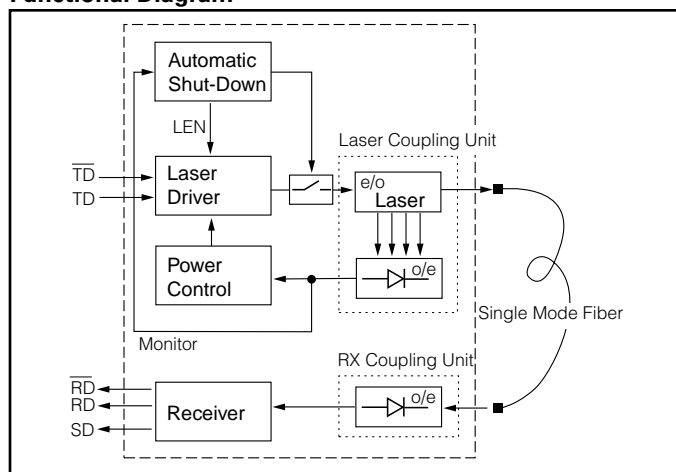 Functional Diagram
Automatic
Shut-Down
LEN
Laser Coupling Unit
TD
TD
Laser
Driver
e/o
Laser
Power
Control
o/e
Single Mode Fiber
Monitor
RX Coupling Unit
RD
RD
SD
Receiver
o/e